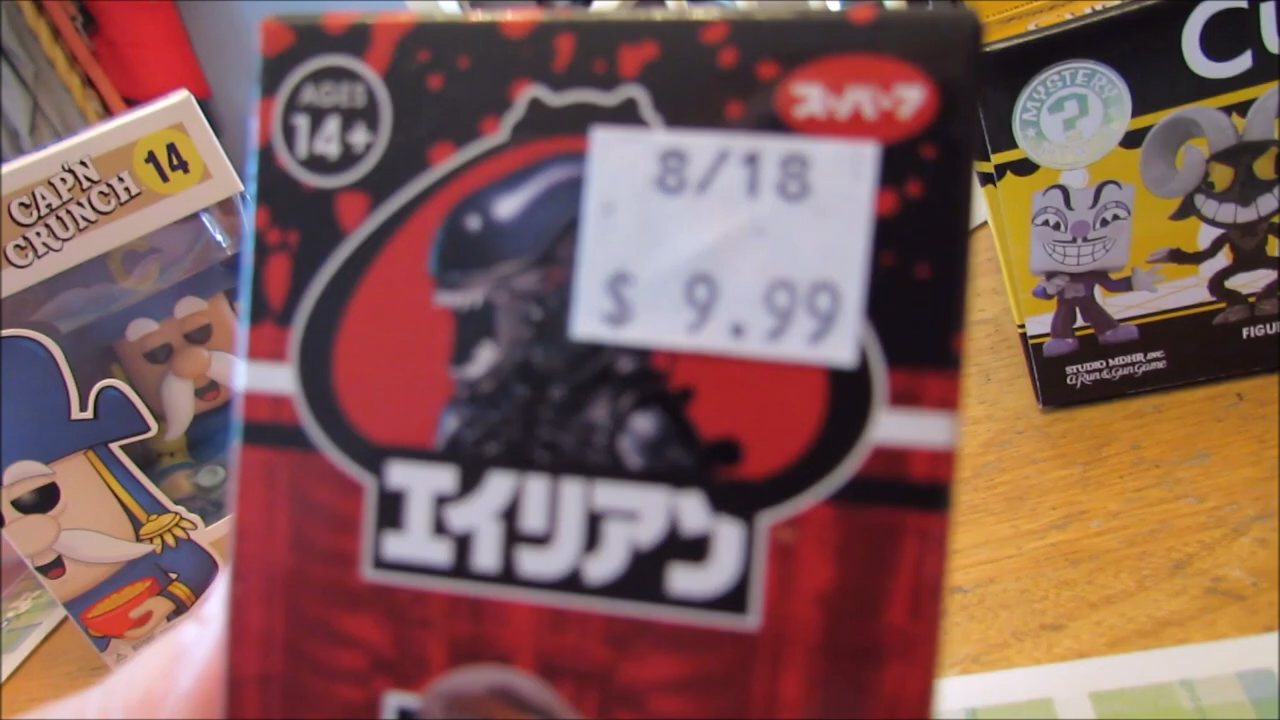 CAP'N
CRUNCH
14
AGES
14+
スーパー7
8/18
$ 9.99
エイリアン
MYSTERY
?
CU
STUDIO MDHR INC.
A Run & Gun Game
FIGU